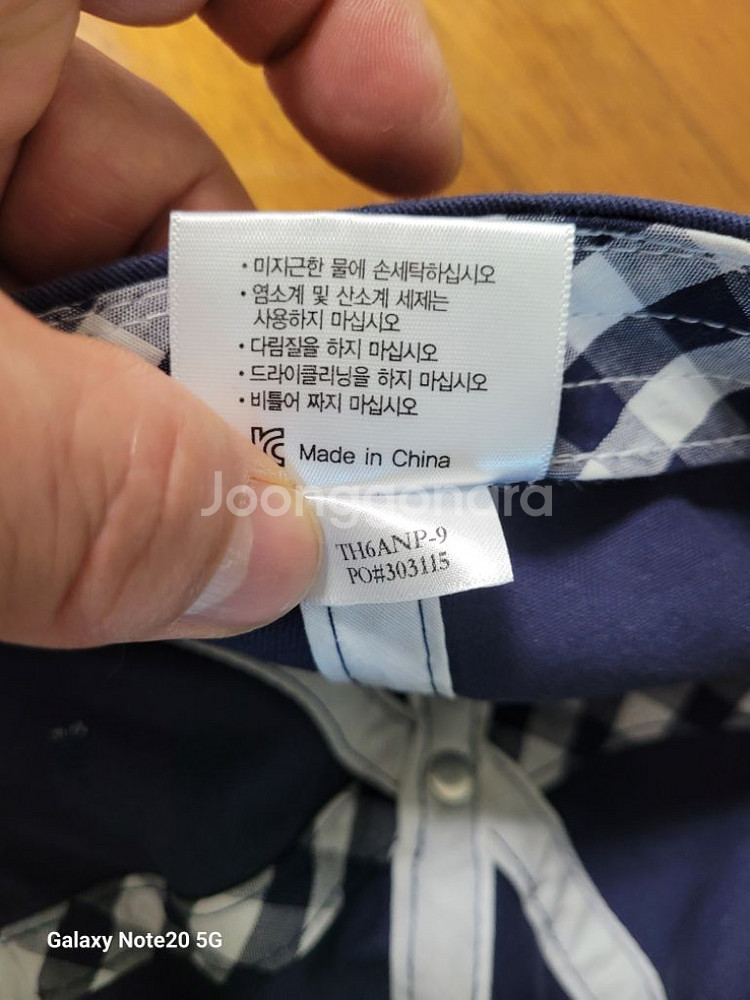 • 미지근한 물에 손세탁하십시오
• 염소계 및 산소계 세제는
사용하지 마십시오
• 다림질을 하지 마십시오
• 드라이클리닝을 하지 마십시오
• 비틀어 짜지 마십시오
Made in China
Joonggonara
TH6ANP-9
PO#303115
Galaxy Note20 5G